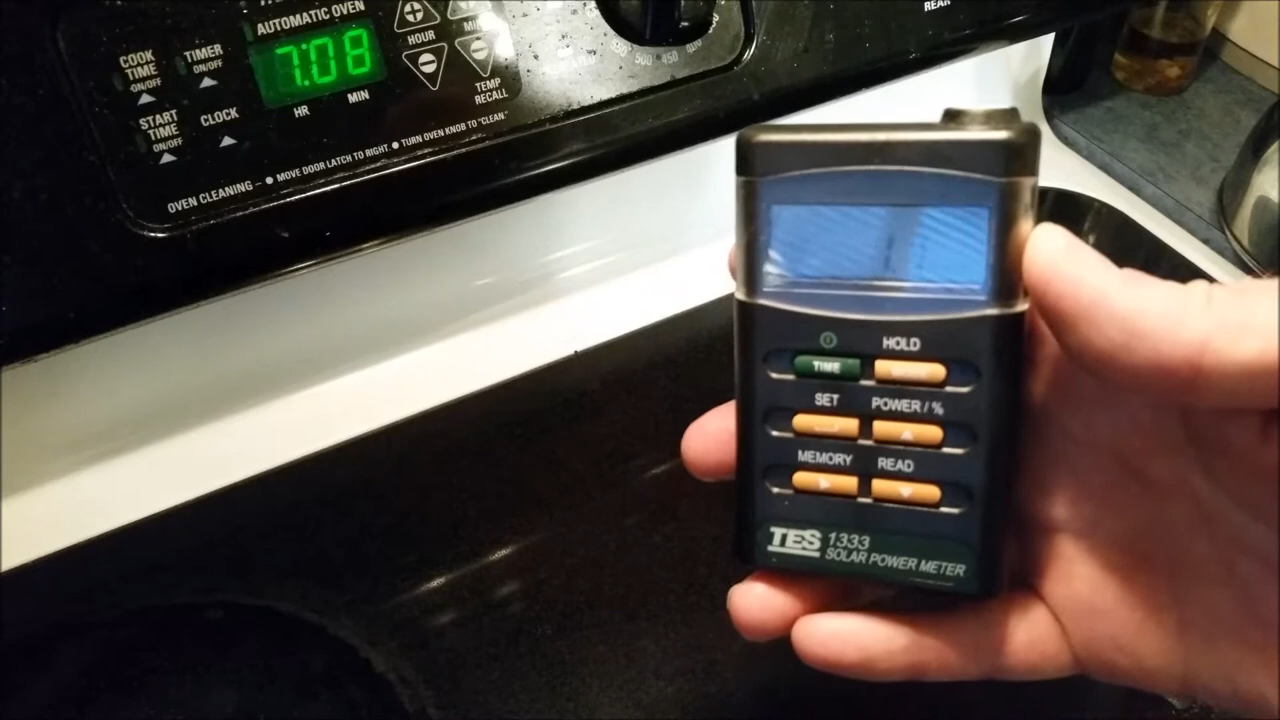 AUTOMATIC OVEN
COOK
TIME
ON/OFF
TIMER
ON/OFF
7:08
HOUR
START
TIME
ON/OFF
CLOCK
HR
MIN
TEMP
RECALL
550
500
450
REAR
OVEN CLEANING – ● MOVE DOOR LATCH TO RIGHT. ● TURN OVEN KNOB TO "CLEAN."
HOLD
TIME
SET
POWER / %
MEMORY
READ
TES 1333
SOLAR POWER METER